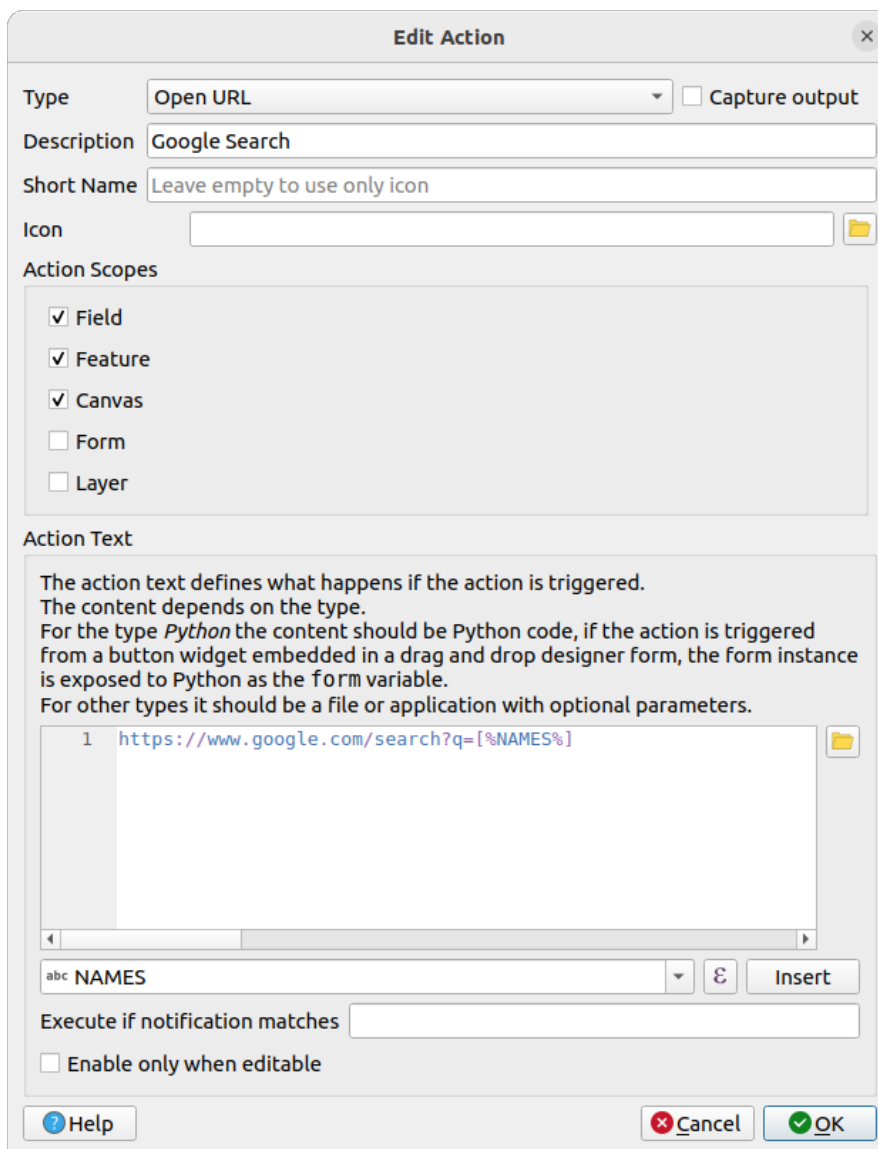 Edit Action
Type Open URL Capture output
Description Google Search
Short Name Leave empty to use only icon
Icon
Action Scopes
Field
Feature
Canvas
Form
Layer
Action Text
The action text defines what happens if the action is triggered.
The content depends on the type.
For the type Python the content should be Python code, if the action is triggered
from a button widget embedded in a drag and drop designer form, the form instance
is exposed to Python as the form variable.
For other types it should be a file or application with optional parameters.
1 https://www.google.com/search?q=[%NAMES%]
abc NAMES ε Insert
Execute if notification matches
Enable only when editable
Help Cancel OK